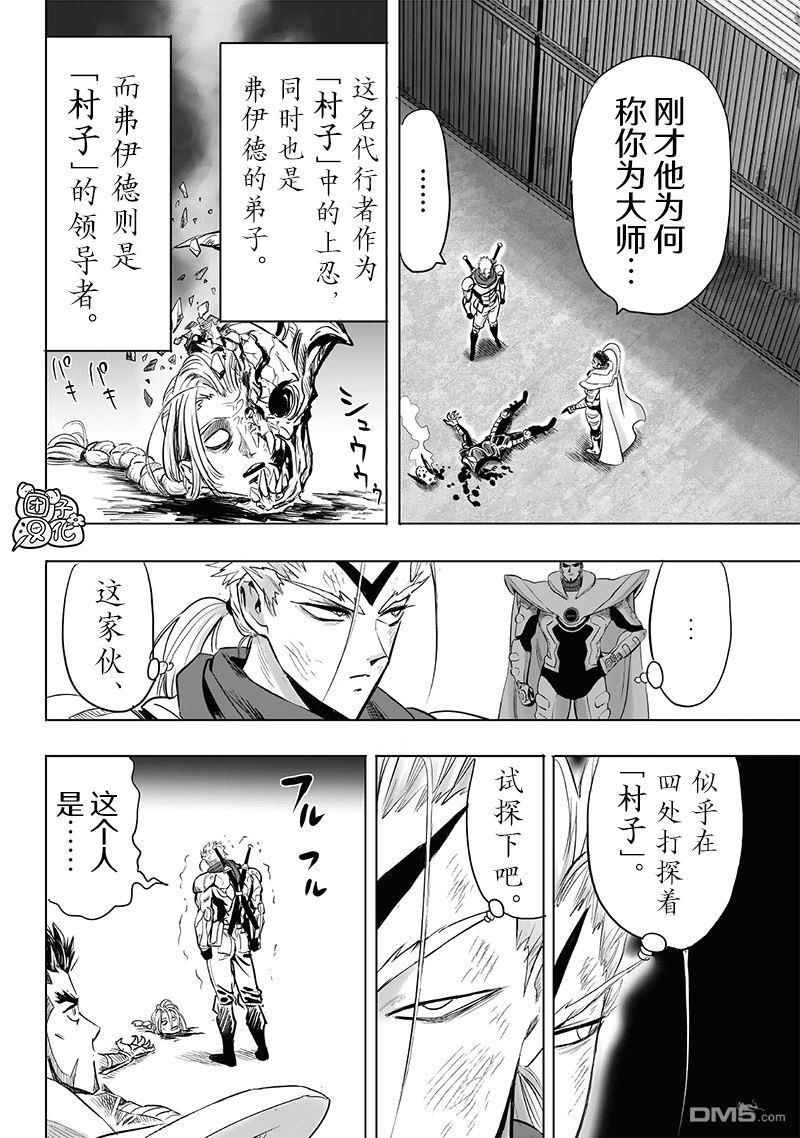 刚才他为何
称你为大师…
……
这名代行者作为
「村子」中的上忍，
同时也是
弗伊德的弟子。
而弗伊德则是
「村子」的领导者。
パキ
パキ
シュウゥゥ
团子
汉化
…
这家伙、
似乎在
四处打探着
「村子」。
试探下吧。
フルフル
这个人
是……
DM5.com